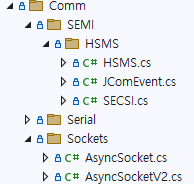 Comm
SEMI
HSMS
C# HSMS.cs
C# JComEvent.cs
C# SECSI.cs
Serial
Sockets
C# AsyncSocket.cs
C# AsyncSocketV2.cs